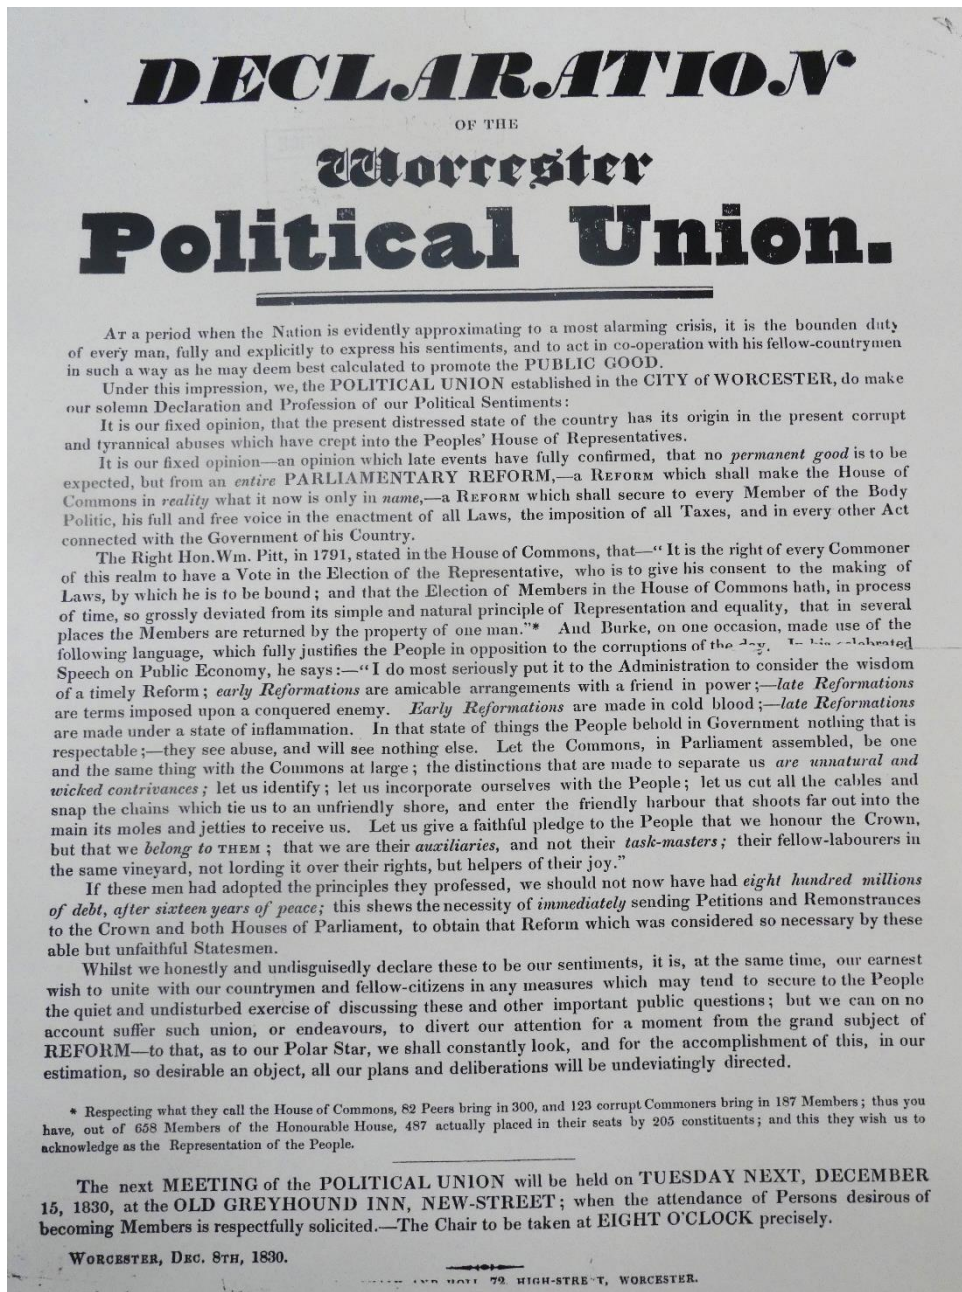 DECLARATION
OF THE
Worcester
Political Union.
At a period when the Nation is evidently approximating to a most alarming crisis, it is the bounden duty
of every man, fully and explicitly to express his sentiments, and to act in co-operation with his fellow-countrymen
in such a way as he may deem best calculated to promote the PUBLIC GOOD.
Under this impression, we, the POLITICAL UNION established in the CITY of WORCESTER, do make
our solemn Declaration and Profession of our Political Sentiments:
It is our fixed opinion, that the present distressed state of the country has its origin in the present corrupt
and tyrannical abuses which have crept into the Peoples' House of Representatives.
It is our fixed opinion—an opinion which late events have fully confirmed, that no permanent good is to be
expected, but from an entire PARLIAMENTARY REFORM,—a REFORM which shall make the House of
Commons in reality what it now is only in name,—a REFORM which shall secure to every Member of the Body
Politic, his full and free voice in the enactment of all Laws, the imposition of all Taxes, and in every other Act
connected with the Government of his Country.
The Right Hon. Wm. Pitt, in 1791, stated in the House of Commons, that—"It is the right of every Commoner
of this realm to have a Vote in the Election of the Representative, who is to give his consent to the making of
Laws, by which he is to be bound; and that the Election of Members in the House of Commons hath, in process
of time, so grossly deviated from its simple and natural principle of Representation and equality, that in several
places the Members are returned by the property of one man."* And Burke, on one occasion, made use of the
following language, which fully justifies the People in opposition to the corruptions of the day. In his celebrated
Speech on Public Economy, he says:—"I do most seriously put it to the Administration to consider the wisdom
of a timely Reform; early Reformations are amicable arrangements with a friend in power;—late Reformations
are terms imposed upon a conquered enemy. Early Reformations are made in cold blood;—late Reformations
are made under a state of inflammation. In that state of things the People behold in Government nothing that is
respectable;—they see abuse, and will see nothing else. Let the Commons, in Parliament assembled, be one
and the same thing with the Commons at large; the distinctions that are made to separate us are unnatural and
wicked contrivances; let us identify; let us incorporate ourselves with the People; let us cut all the cables and
snap the chains which tie us to an unfriendly shore, and enter the friendly harbour that shoots far out into the
main its moles and jetties to receive us. Let us give a faithful pledge to the People that we honour the Crown,
but that we belong to THEM; that we are their auxiliaries, and not their task-masters; their fellow-labourers in
the same vineyard, not lording it over their rights, but helpers of their joy."
If these men had adopted the principles they professed, we should not now have had eight hundred millions
of debt, after sixteen years of peace; this shews the necessity of immediately sending Petitions and Remonstrances
to the Crown and both Houses of Parliament, to obtain that Reform which was considered so necessary by these
able but unfaithful Statesmen.
Whilst we honestly and undisguisedly declare these to be our sentiments, it is, at the same time, our earnest
wish to unite with our countrymen and fellow-citizens in any measures which may tend to secure to the People
the quiet and undisturbed exercise of discussing these and other important public questions; but we can on no
account suffer such union, or endeavours, to divert our attention for a moment from the grand subject of
REFORM—to that, as to our Polar Star, we shall constantly look, and for the accomplishment of this, in our
estimation, so desirable an object, all our plans and deliberations will be undeviatingly directed.
* Respecting what they call the House of Commons, 82 Peers bring in 300, and 123 corrupt Commoners bring in 187 Members; thus you
have, out of 658 Members of the Honourable House, 487 actually placed in their seats by 205 constituents; and this they wish us to
acknowledge as the Representation of the People.
The next MEETING of the POLITICAL UNION will be held on TUESDAY NEXT, DECEMBER
15, 1830, at the OLD GREYHOUND INN, NEW-STREET; when the attendance of Persons desirous of
becoming Members is respectfully solicited.—The Chair to be taken at EIGHT O'CLOCK precisely.
WORCESTER, DEC. 8TH, 1830.
72, HIGH-STREET, WORCESTER.